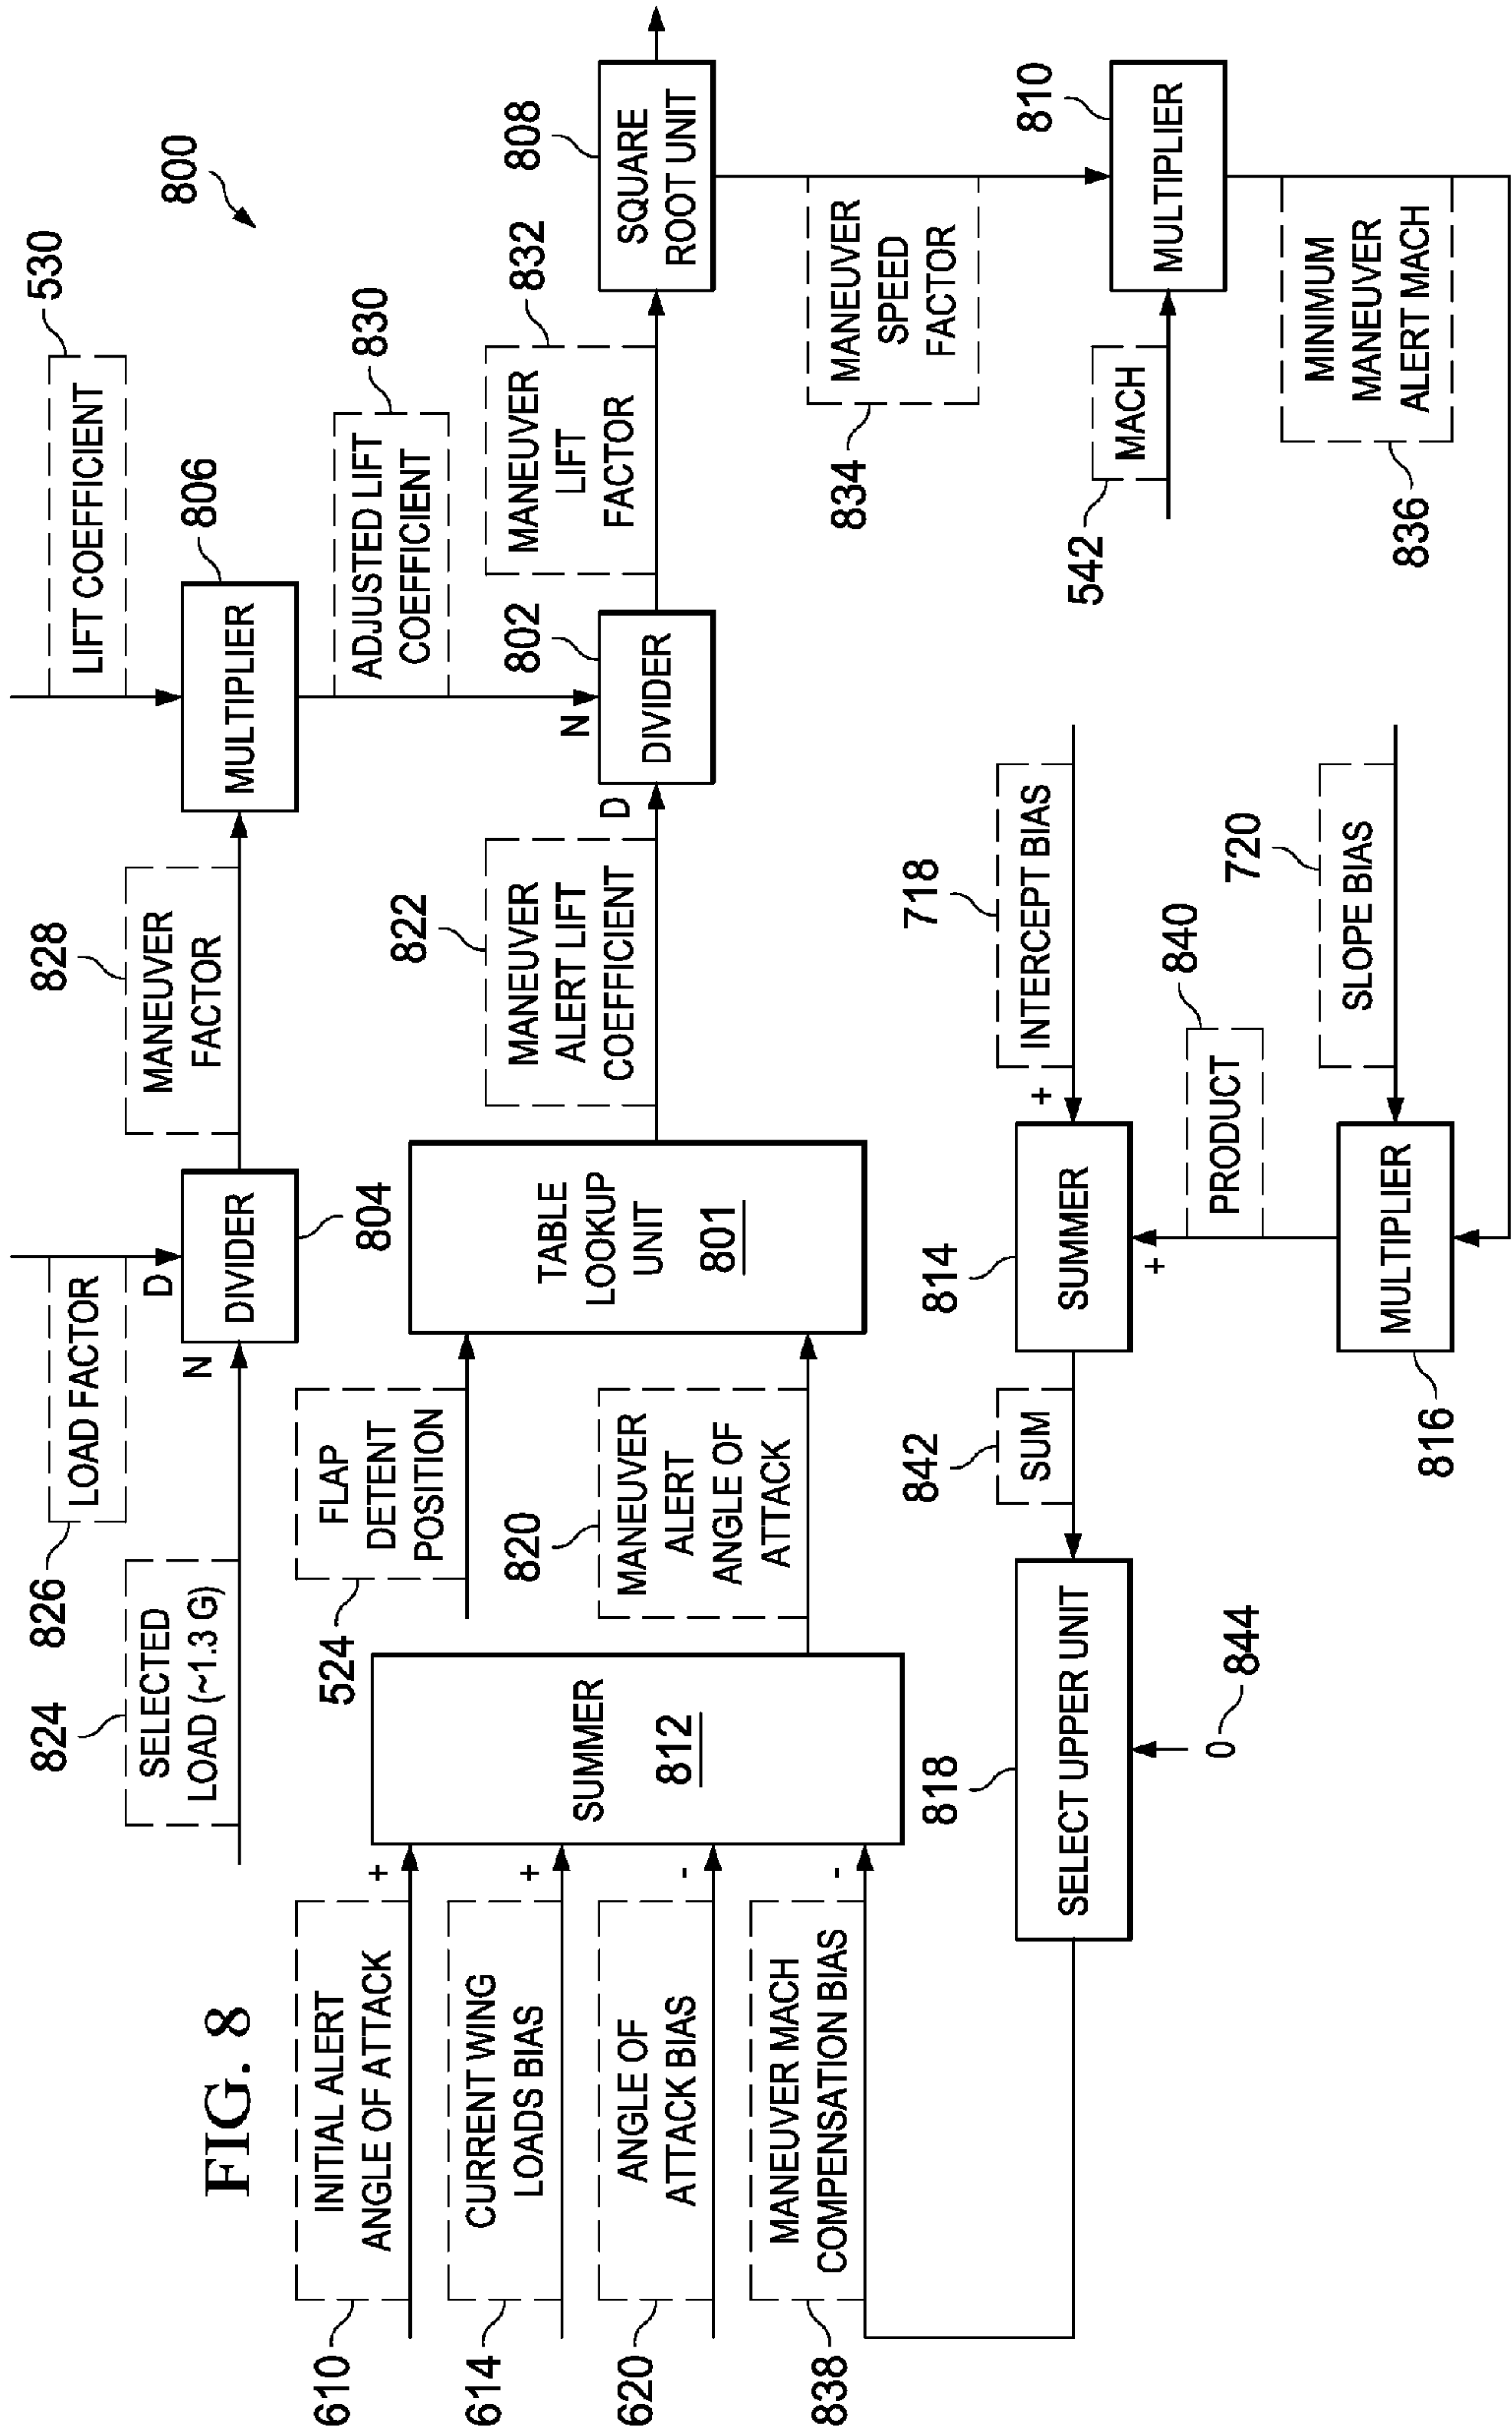 FIG. 8
800
530
LIFT COEFFICIENT
826
LOAD FACTOR
824
SELECTED
LOAD (~1.3 G)
N
D
DIVIDER
804
828
MANEUVER
FACTOR
MULTIPLIER
806
ADJUSTED LIFT
COEFFICIENT
830
610
INITIAL ALERT
ANGLE OF ATTACK
+
614
CURRENT WING
LOADS BIAS
+
620
ANGLE OF
ATTACK BIAS
-
838
MANEUVER MACH
COMPENSATION BIAS
-
SUMMER
812
524
FLAP
DETENT
POSITION
820
MANEUVER
ALERT
ANGLE OF
ATTACK
TABLE
LOOKUP
UNIT
801
822
MANEUVER
ALERT LIFT
COEFFICIENT
D
N
DIVIDER
802
MANEUVER
LIFT
FACTOR
832
SQUARE
ROOT UNIT
808
834
MANEUVER
SPEED
FACTOR
542
MACH
MULTIPLIER
810
836
MINIMUM
MANEUVER
ALERT MACH
818
SELECT UPPER UNIT
0
844
842
SUM
814
SUMMER
+
+
718
INTERCEPT BIAS
840
PRODUCT
720
SLOPE BIAS
MULTIPLIER
816